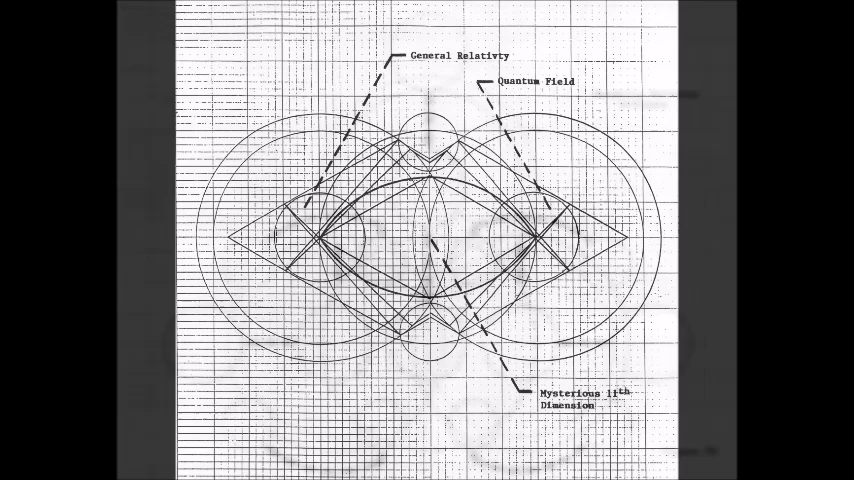 General Relativty
Quantum Field
Mysterious 11th
Dimension